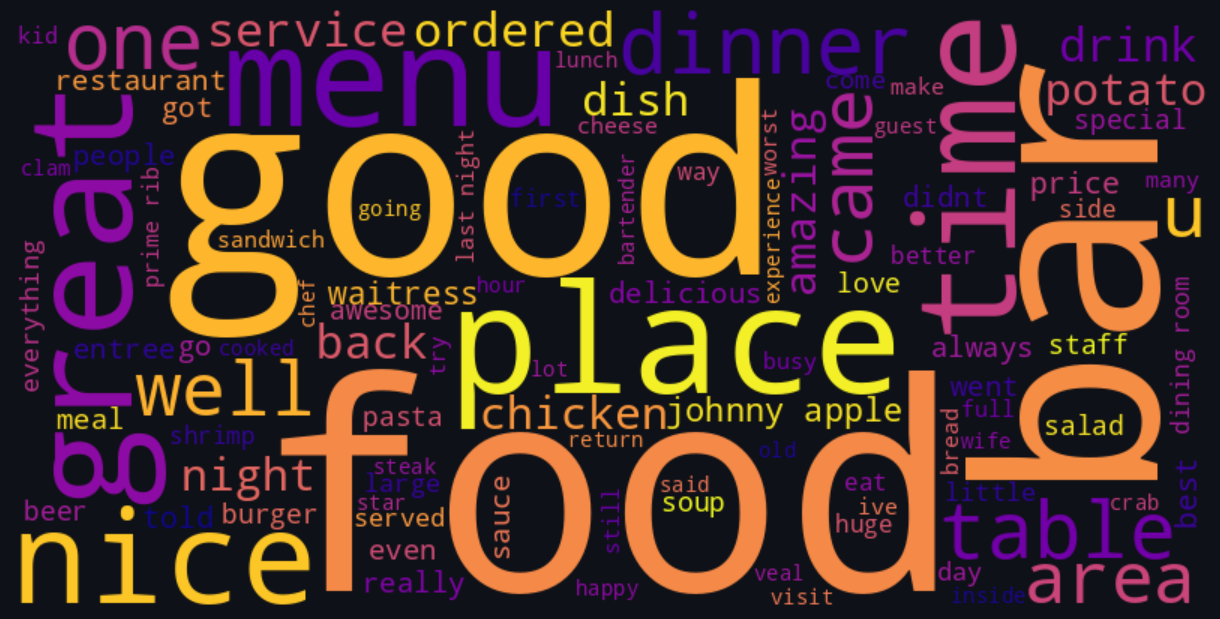 kid
one
service
ordered
dinner
time
drink
restaurant
menu
lunch
come
make
potato
got
dish
cheese
guest
special
great
people
clam
prime rib
good
last night
bartender
way
worst
experience
amazing
came
bar
going
first
sandwich
didnt
price
side
many
u
better
everything
chef
waitress
hour
awesome
delicious
love
place
entree
go
cooked
back
try
lot
busy
always
staff
dining room
well
meal
pasta
chicken
johnny apple
return
went
full
wife
bread
salad
shrimp
night
steak
large
star
served
food
sauce
still
said
soup
old
eat
ive
huge
little
crab
best
beer
told
burger
even
really
happy
veal
visit
day
table
nice
inside
area